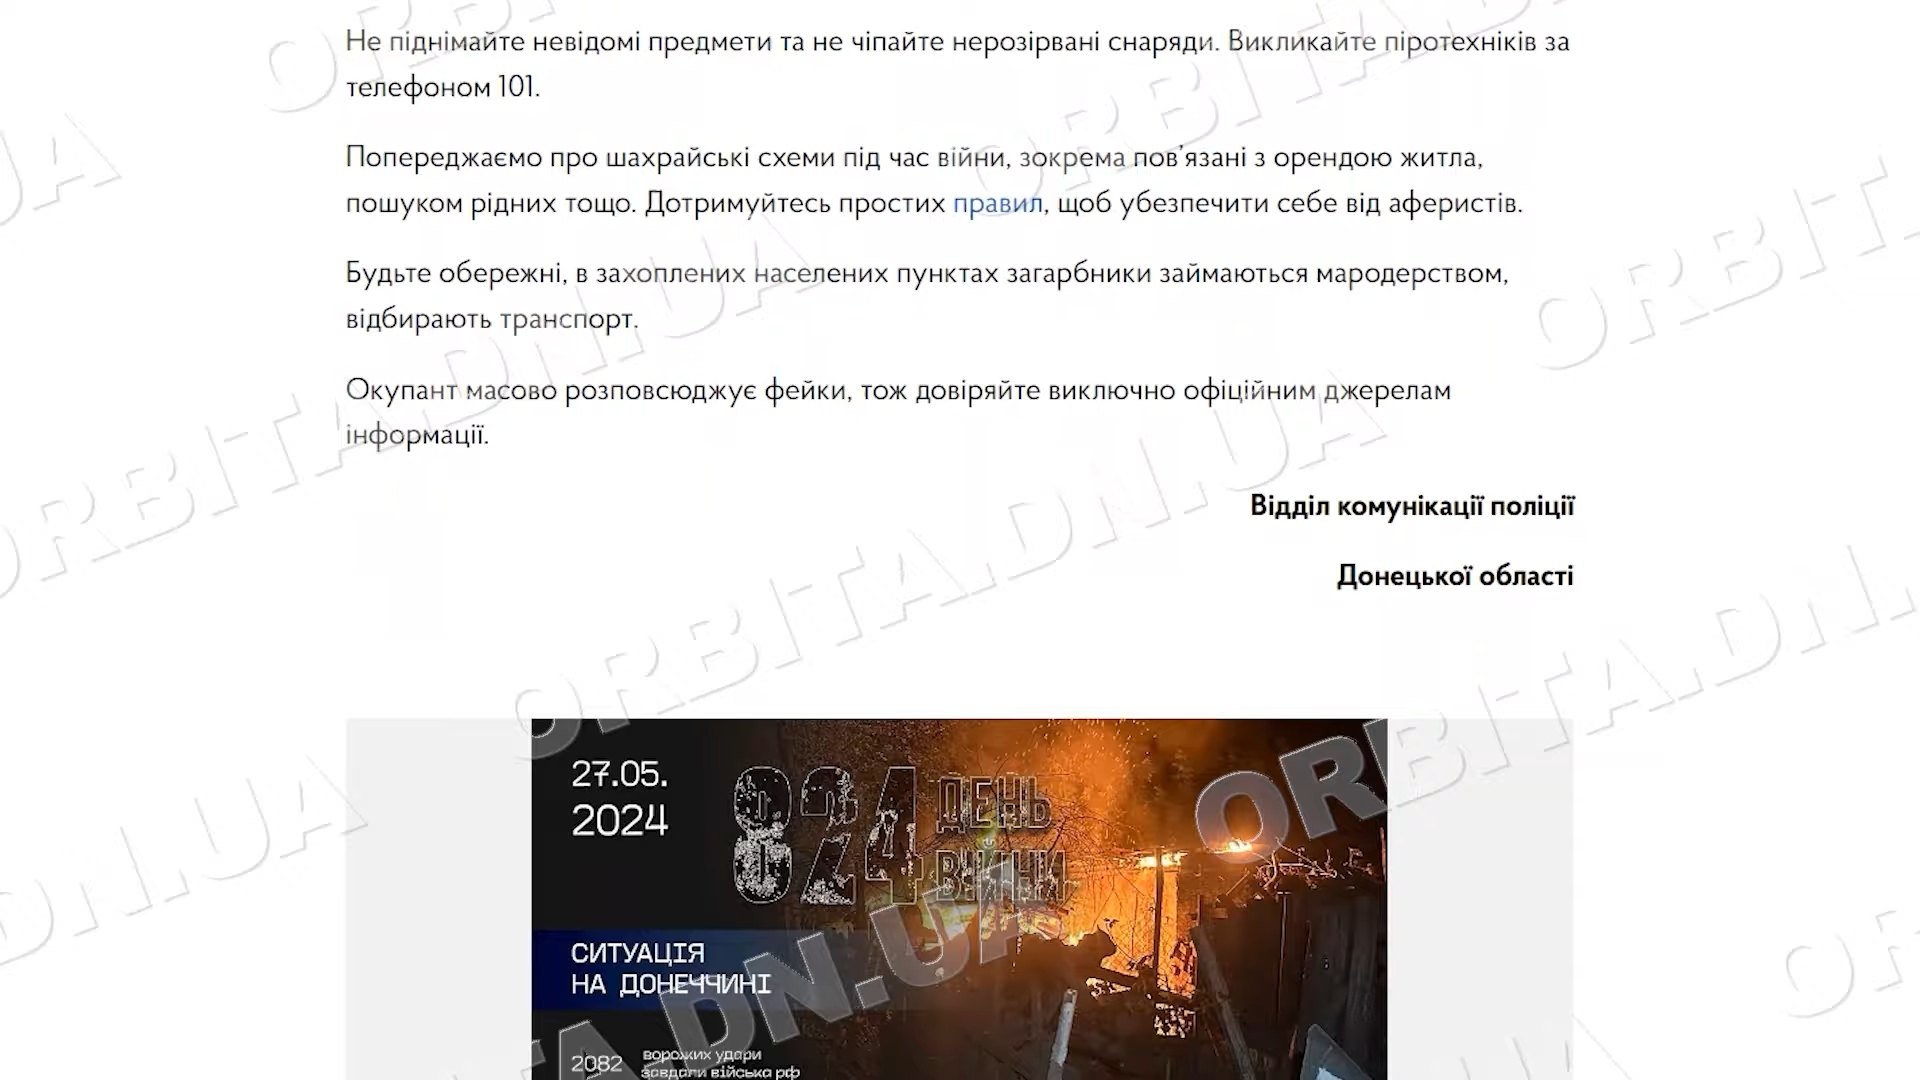 Не піднімайте невідомі предмети та не чіпайте нерозірвані снаряди. Викликайте піротехніків за
телефоном 101.
Попереджаємо про шахрайські схеми під час війни, зокрема пов'язані з орендою житла,
пошуком рідних тощо. Дотримуйтесь простих правил, щоб убезпечити себе від аферистів.
Будьте обережні, в захоплених населених пунктах загарбники займаються мародерством,
відбирають транспорт.
Окупант масово розповсюджує фейки, тож довіряйте виключно офіційним джерелам
інформації.
Відділ комунікації поліції
Донецької області
27.05.
2024
824 ДЕНЬ
ВІЙНИ
СИТУАЦІЯ
НА ДОНЕЧЧИНІ
2082 ворожих удари
завдали війська рф
ORBITA.DN.UA